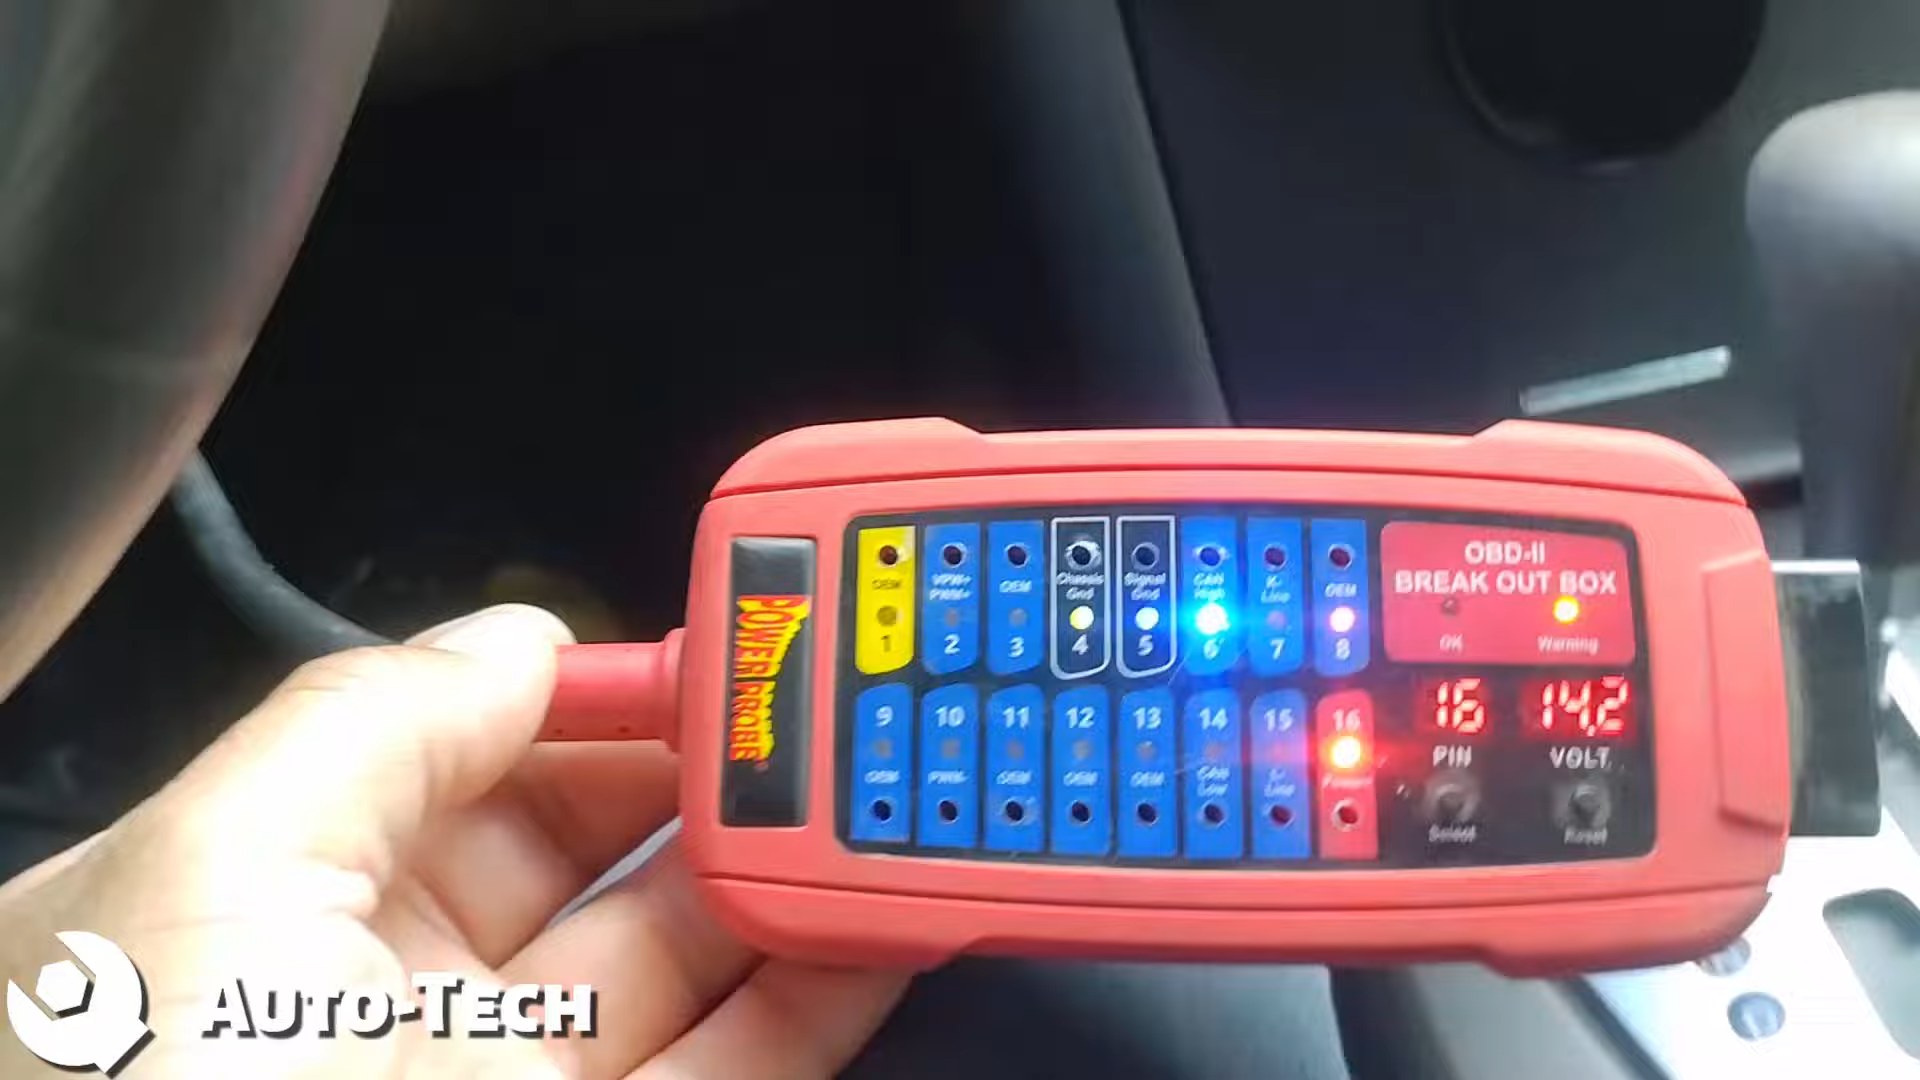 POWER PROBE
OEM
1
VPW+
PWM+
2
OEM
3
Chassis
Gnd
4
Signal
Gnd
5
CAN
High
6
K-
Line
7
OEM
8
OBD-II
BREAK OUT BOX
OK
Warning
9
OEM
10
PWM-
11
OEM
12
OEM
13
OEM
14
CAN
Low
15
Line
16
Power
16
PIN
Select
14.2
VOLT
Reset
AUTO-TECH